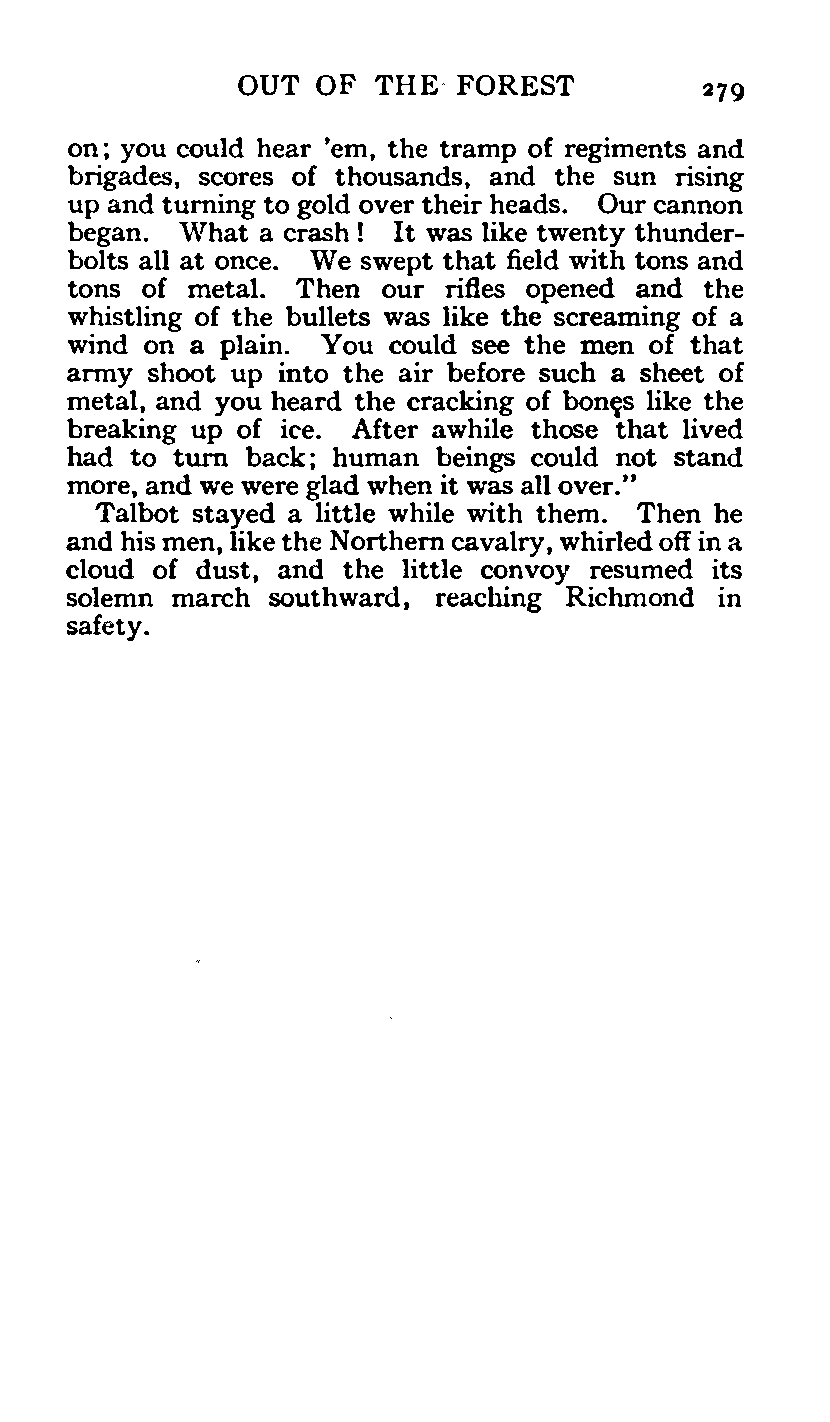 OUT OF THE FOREST 279
on; you could hear 'em, the tramp of regiments and
brigades, scores of thousands, and the sun rising
up and turning to gold over their heads. Our cannon
began. What a crash! It was like twenty thunder-
bolts all at once. We swept that field with tons and
tons of metal. Then our rifles opened and the
whistling of the bullets was like the screaming of a
wind on a plain. You could see the men of that
army shoot up into the air before such a sheet of
metal, and you heard the cracking of bones like the
breaking up of ice. After awhile those that lived
had to turn back; human beings could not stand
more, and we were glad when it was all over."
Talbot stayed a little while with them. Then he
and his men, like the Northern cavalry, whirled off in a
cloud of dust, and the little convoy resumed its
solemn march southward, reaching Richmond in
safety.